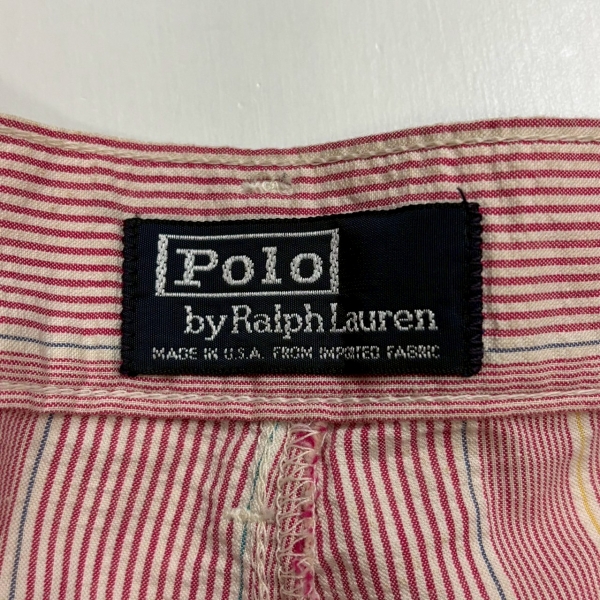 Polo
by Ralph Lauren
MADE IN U.S.A. FROM IMPORTED FABRIC